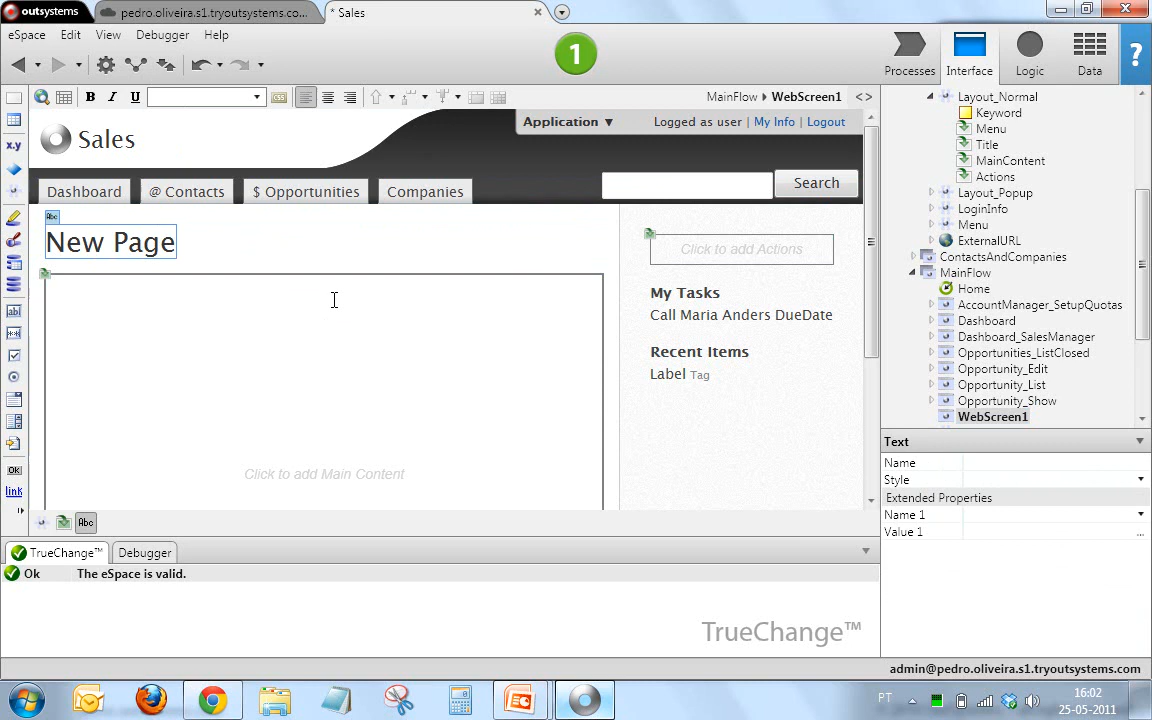 outsystems
pedro.oliveira.s1.tryoutsystems.co...
* Sales
eSpace Edit View Debugger Help
1
Processes Interface Logic Data
?
B I U
MainFlow WebScreen1 < >
Sales
Application ▼ Logged as user | My Info | Logout
Dashboard @ Contacts $ Opportunities Companies
Search
Abc
New Page
Click to add Actions
My Tasks
Call Maria Anders DueDate
Recent Items
Label Tag
Click to add Main Content
x.y
ab
OK
link
Abc
Layout_Normal
Keyword
Menu
Title
MainContent
Actions
Layout_Popup
LoginInfo
Menu
ExternalURL
ContactsAndCompanies
MainFlow
Home
AccountManager_SetupQuotas
Dashboard
Dashboard_SalesManager
Opportunities_ListClosed
Opportunity_Edit
Opportunity_List
Opportunity_Show
WebScreen1
Text
Name
Style
Extended Properties
Name 1
Value 1 ...
TrueChange™ Debugger
Ok The eSpace is valid.
TrueChange™
admin@pedro.oliveira.s1.tryoutsystems.com
PT 16:02
25-05-2011